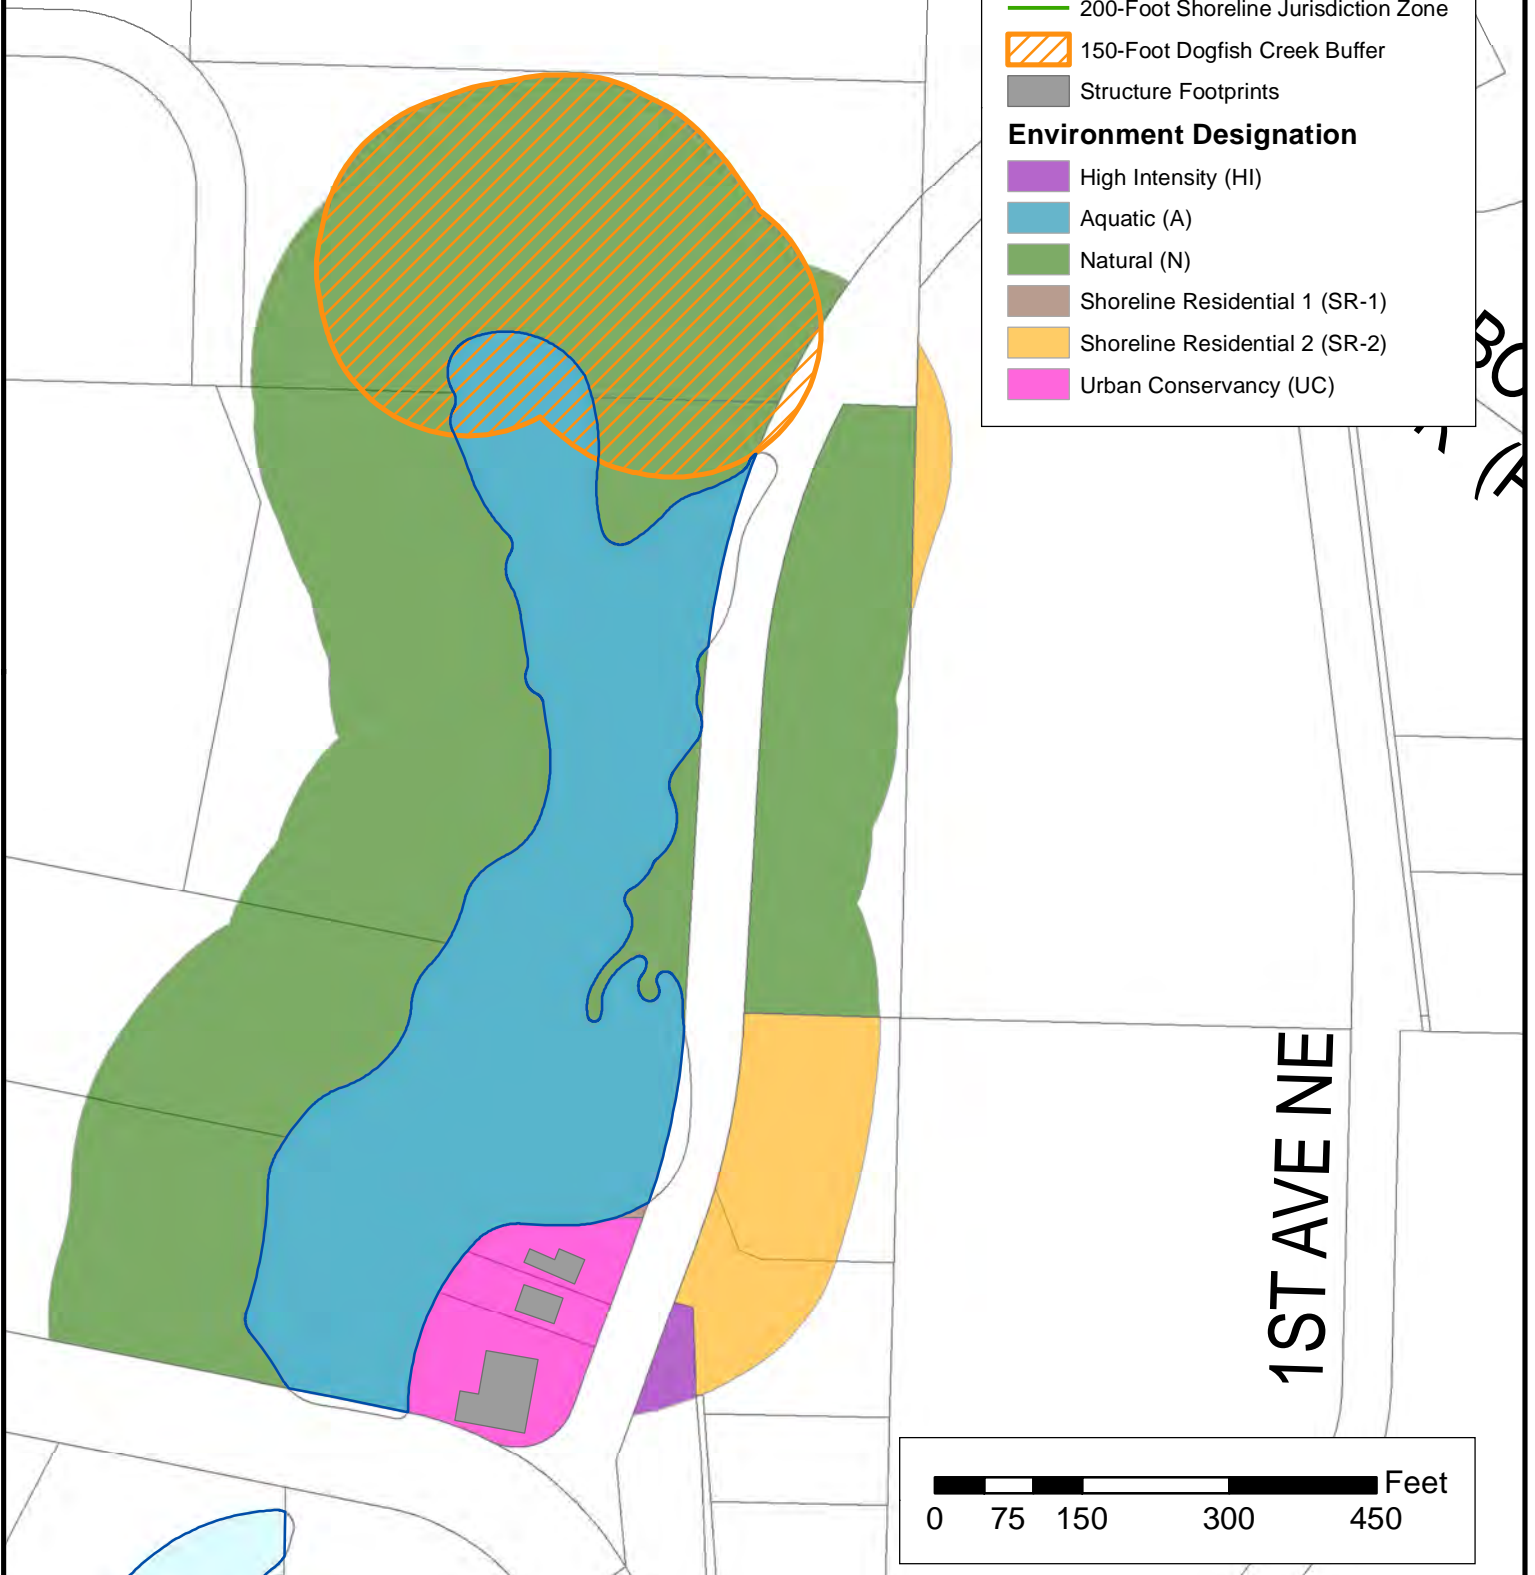 200-Foot Shoreline Jurisdiction Zone
150-Foot Dogfish Creek Buffer
Structure Footprints
Environment Designation
High Intensity (HI)
Aquatic (A)
Natural (N)
Shoreline Residential 1 (SR-1)
Shoreline Residential 2 (SR-2)
Urban Conservancy (UC)
1ST AVE NE
Feet
0 75 150 300 450